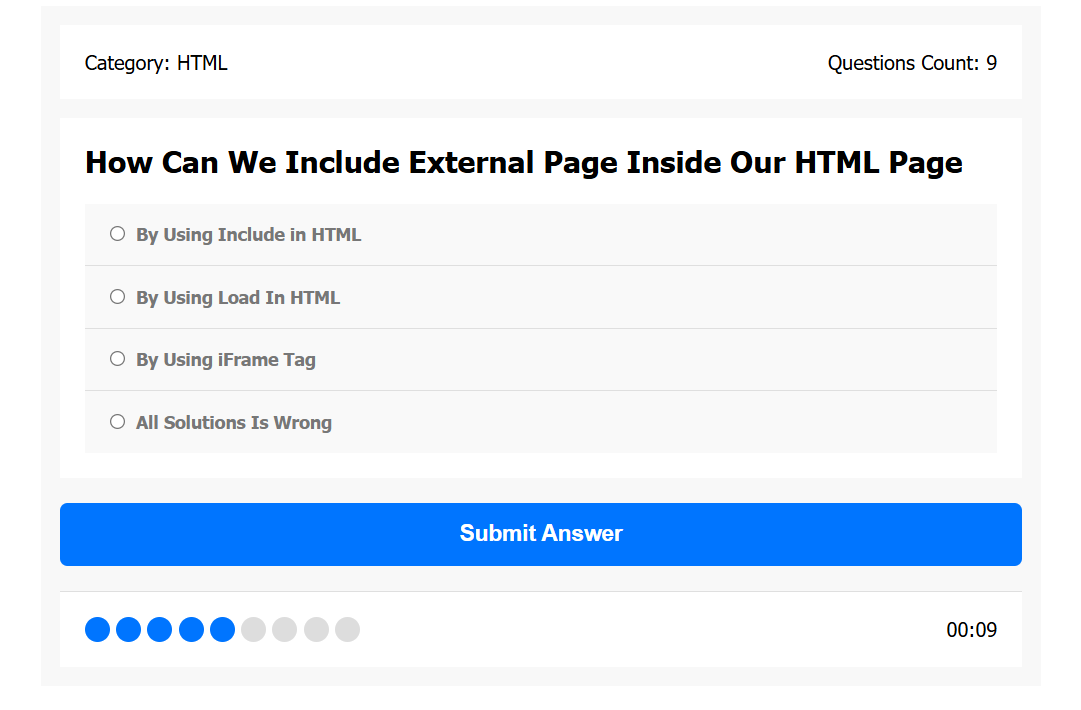 Category: HTML
Questions Count: 9
How Can We Include External Page Inside Our HTML Page
By Using Include in HTML
By Using Load In HTML
By Using iFrame Tag
All Solutions Is Wrong
Submit Answer
00:09